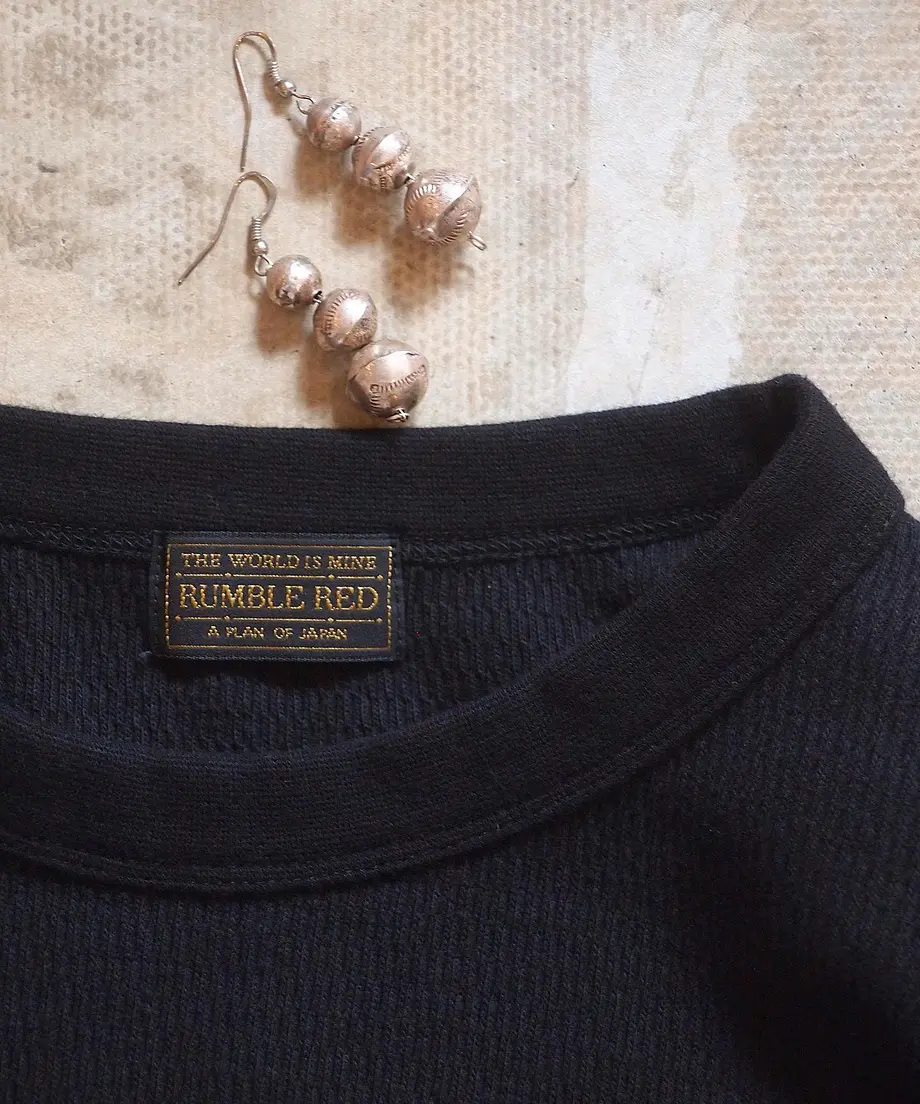 THE WORLD IS MINE
RUMBLE RED
A PLAN OF JAPAN